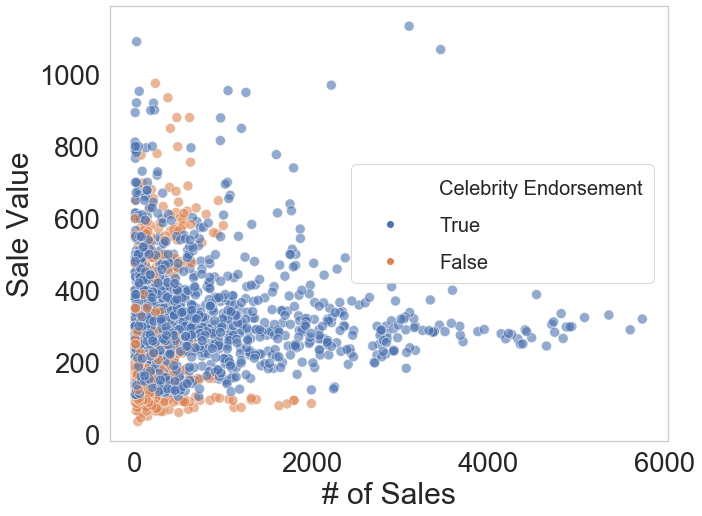 Sale Value
1000
800
600
400
200
0
Celebrity Endorsement
True
False
0 2000 4000 6000
# of Sales